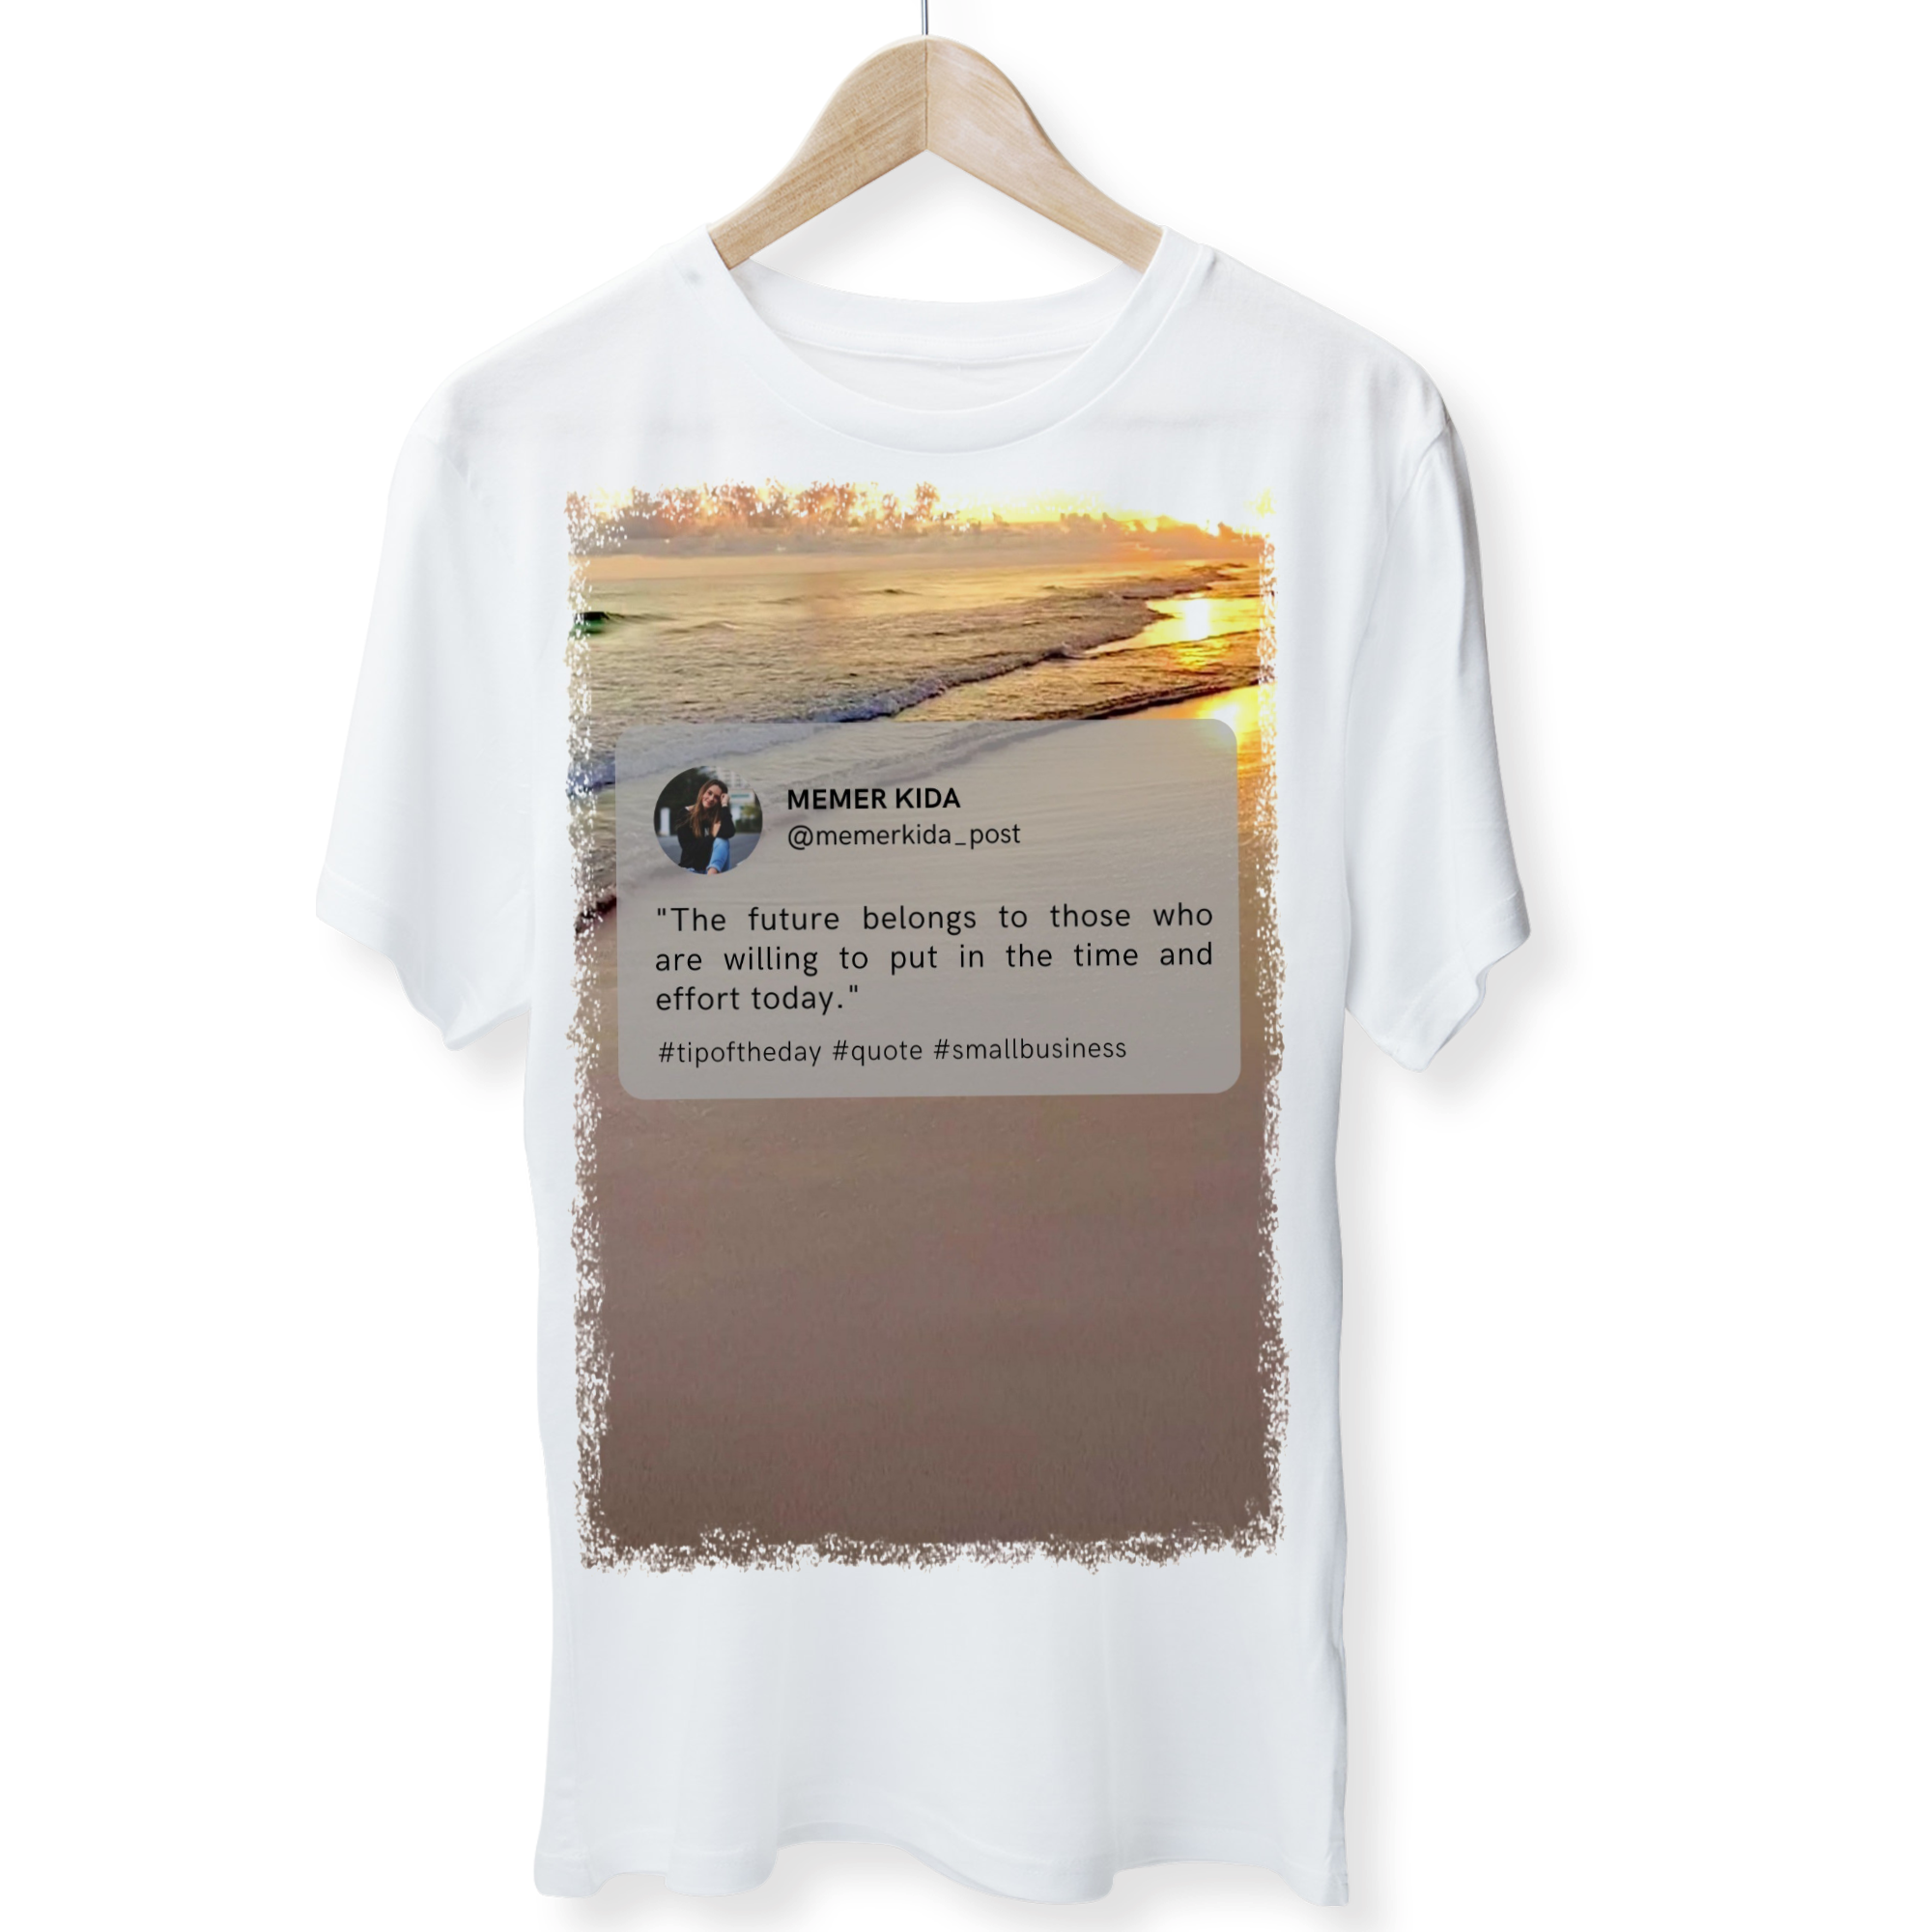 MEMER KIDA
@memerkida_post
"The future belongs to those who
are willing to put in the time and
effort today."
#tipoftheday #quote #smallbusiness